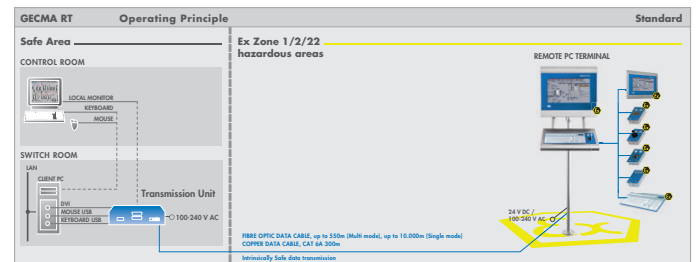 GECMA RT Operating Principle Standard
Safe Area
Ex Zone 1/2/22
hazardous areas
CONTROL ROOM
REMOTE PC TERMINAL
LOCAL MONITOR
KEYBOARD
MOUSE
SWITCH ROOM
LAN
CLIENT PC
Transmission Unit
DVI
MOUSE USB
KEYBOARD USB
100-240 V AC
24 V DC /
100-240 V AC
FIBRE OPTIC DATA CABLE, up to 550m (Multi mode), up to 10.000m (Single mode)
COPPER DATA CABLE, CAT 6A 300m
Intrinsically Safe data transmission